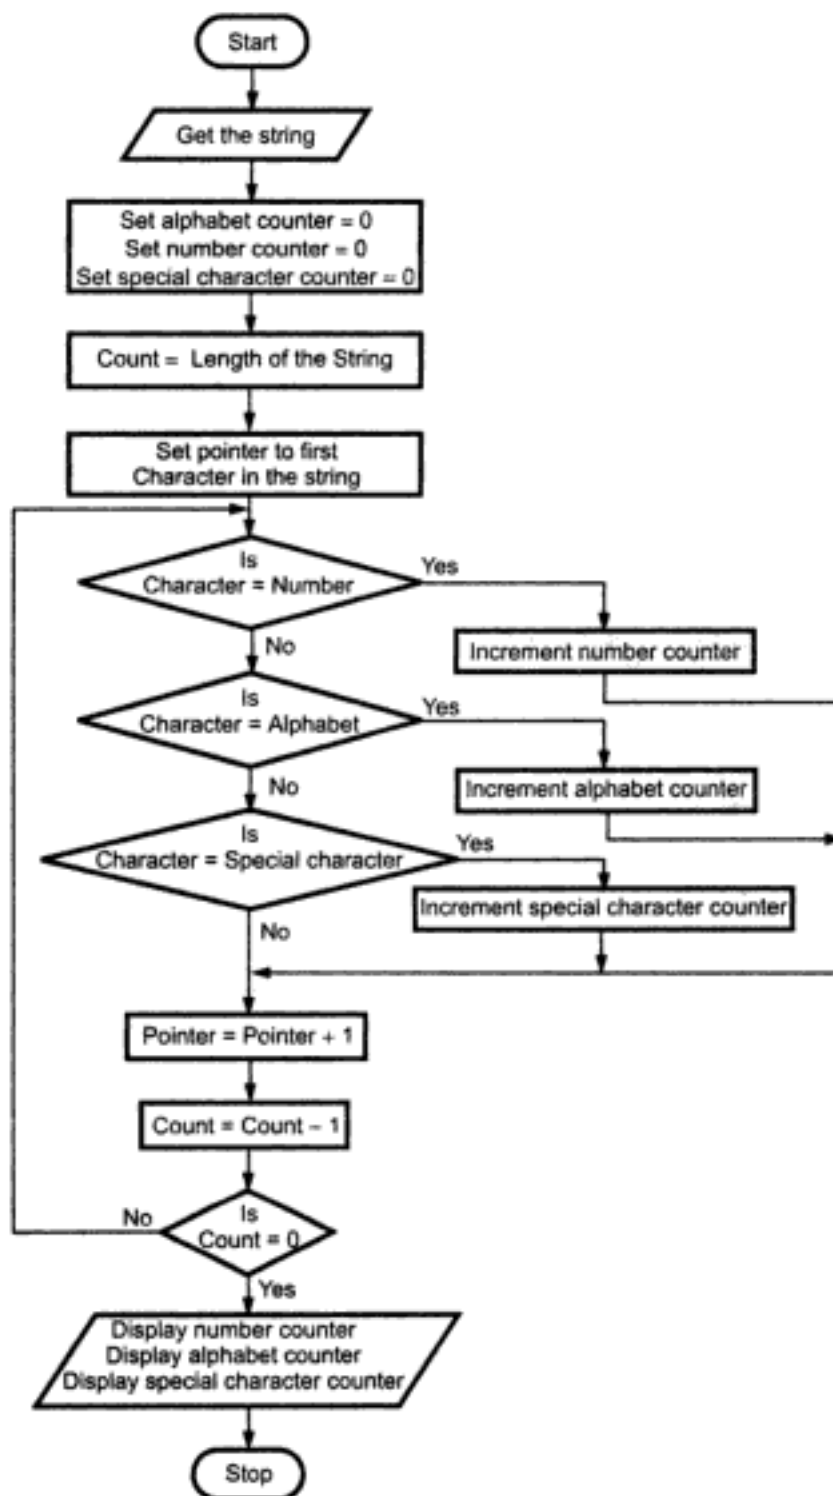 Start
Get the string
Set alphabet counter = 0
Set number counter = 0
Set special character counter = 0
Count = Length of the String
Set pointer to first
Character in the string
Is
Character = Number
Yes
No
Increment number counter
Is
Character = Alphabet
Yes
No
Increment alphabet counter
Is
Character = Special character
Yes
No
Increment special character counter
Pointer = Pointer + 1
Count = Count – 1
Is
Count = 0
No
Yes
Display number counter
Display alphabet counter
Display special character counter
Stop